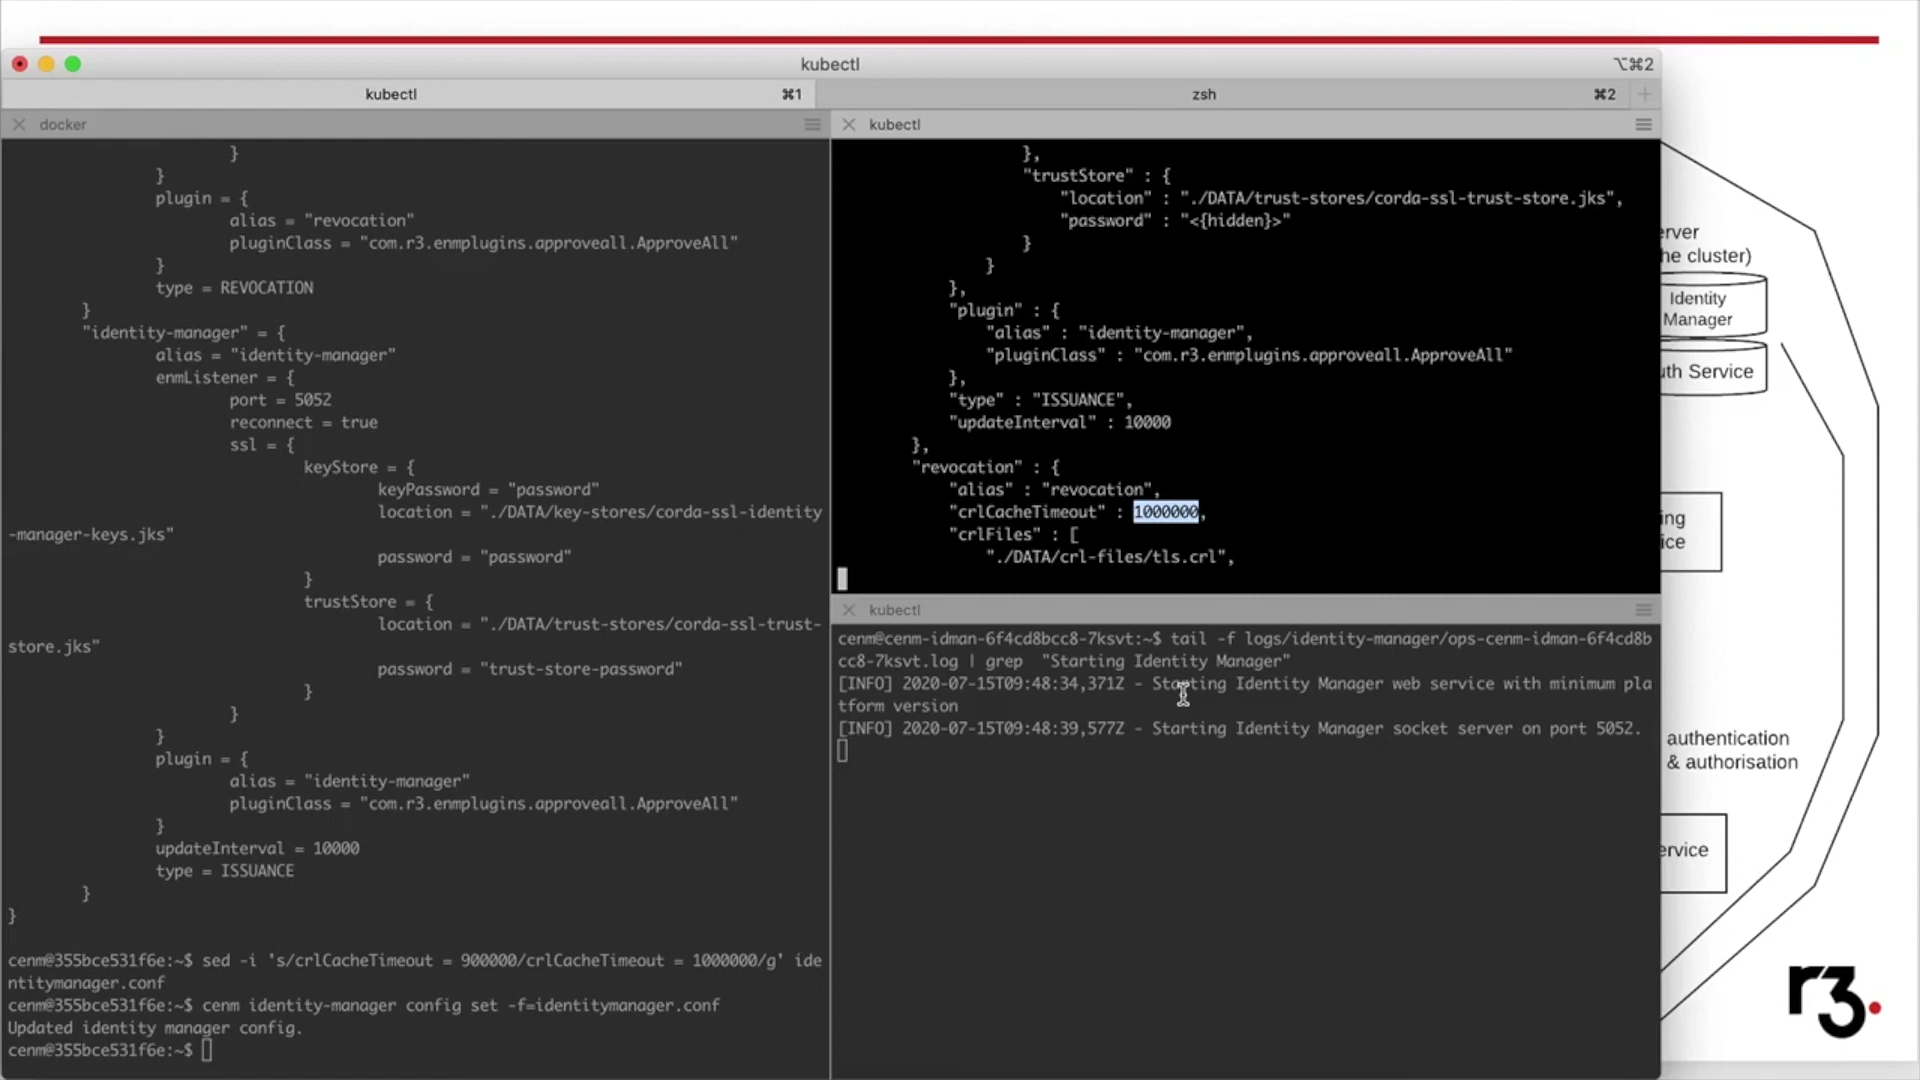 kubectl
⌥⌘2
kubectl
⌘1
zsh
⌘2
docker
}
}
plugin = {
alias = "revocation"
pluginClass = "com.r3.enmplugins.approveall.ApproveAll"
}
type = REVOCATION
}
"identity-manager" = {
alias = "identity-manager"
enmListener = {
port = 5052
reconnect = true
ssl = {
keyStore = {
keyPassword = "password"
location = "./DATA/key-stores/corda-ssl-identity
-manager-keys.jks"
password = "password"
}
trustStore = {
location = "./DATA/trust-stores/corda-ssl-trust-
store.jks"
password = "trust-store-password"
}
}
}
plugin = {
alias = "identity-manager"
pluginClass = "com.r3.enmplugins.approveall.ApproveAll"
}
updateInterval = 10000
type = ISSUANCE
}
}
cenm@355bce531f6e:~$ sed -i 's/crlCacheTimeout = 900000/crlCacheTimeout = 1000000/g' ide
ntitymanager.conf
cenm@355bce531f6e:~$ cenm identity-manager config set -f=identitymanager.conf
Updated identity manager config.
cenm@355bce531f6e:~$
kubectl
},
"trustStore" : {
"location" : "./DATA/trust-stores/corda-ssl-trust-store.jks",
"password" : "<{hidden}>"
}
}
},
"plugin" : {
"alias" : "identity-manager",
"pluginClass" : "com.r3.enmplugins.approveall.ApproveAll"
},
"type" : "ISSUANCE",
"updateInterval" : 10000
},
"revocation" : {
"alias" : "revocation",
"crlCacheTimeout" : 1000000,
"crlFiles" : [
"./DATA/crl-files/tls.crl",
kubectl
cenm@cenm-idman-6f4cd8bcc8-7ksvt:~$ tail -f logs/identity-manager/ops-cenm-idman-6f4cd8b
cc8-7ksvt.log | grep "Starting Identity Manager"
[INFO] 2020-07-15T09:48:34,371Z - Starting Identity Manager web service with minimum pla
tform version
[INFO] 2020-07-15T09:48:39,577Z - Starting Identity Manager socket server on port 5052.
erver
he cluster)
Identity
Manager
uth Service
ing
ice
authentication
& authorisation
ervice
r3.